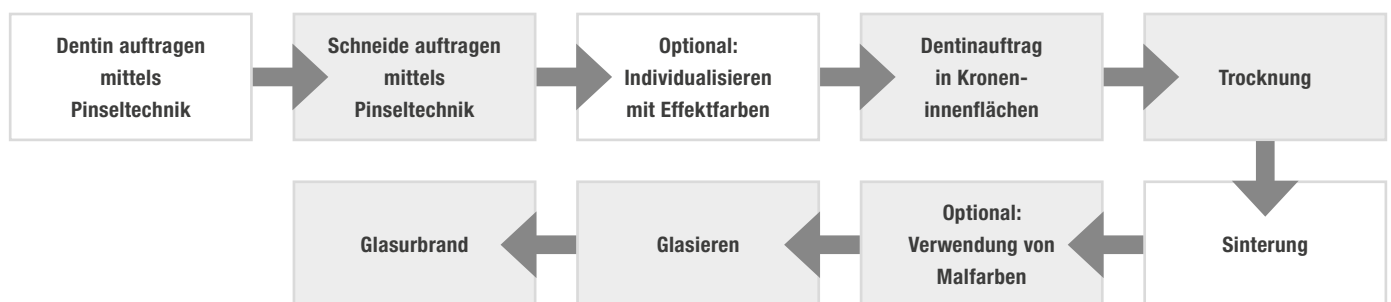 Dentin auftragen
mittels
Pinseltechnik
Schneide auftragen
mittels
Pinseltechnik
Optional:
Individualisieren
mit Effektfarben
Dentinauftrag
in Kronen-
innenflächen
Trocknung
Sinterung
Optional:
Verwendung von
Malfarben
Glasieren
Glasurbrand